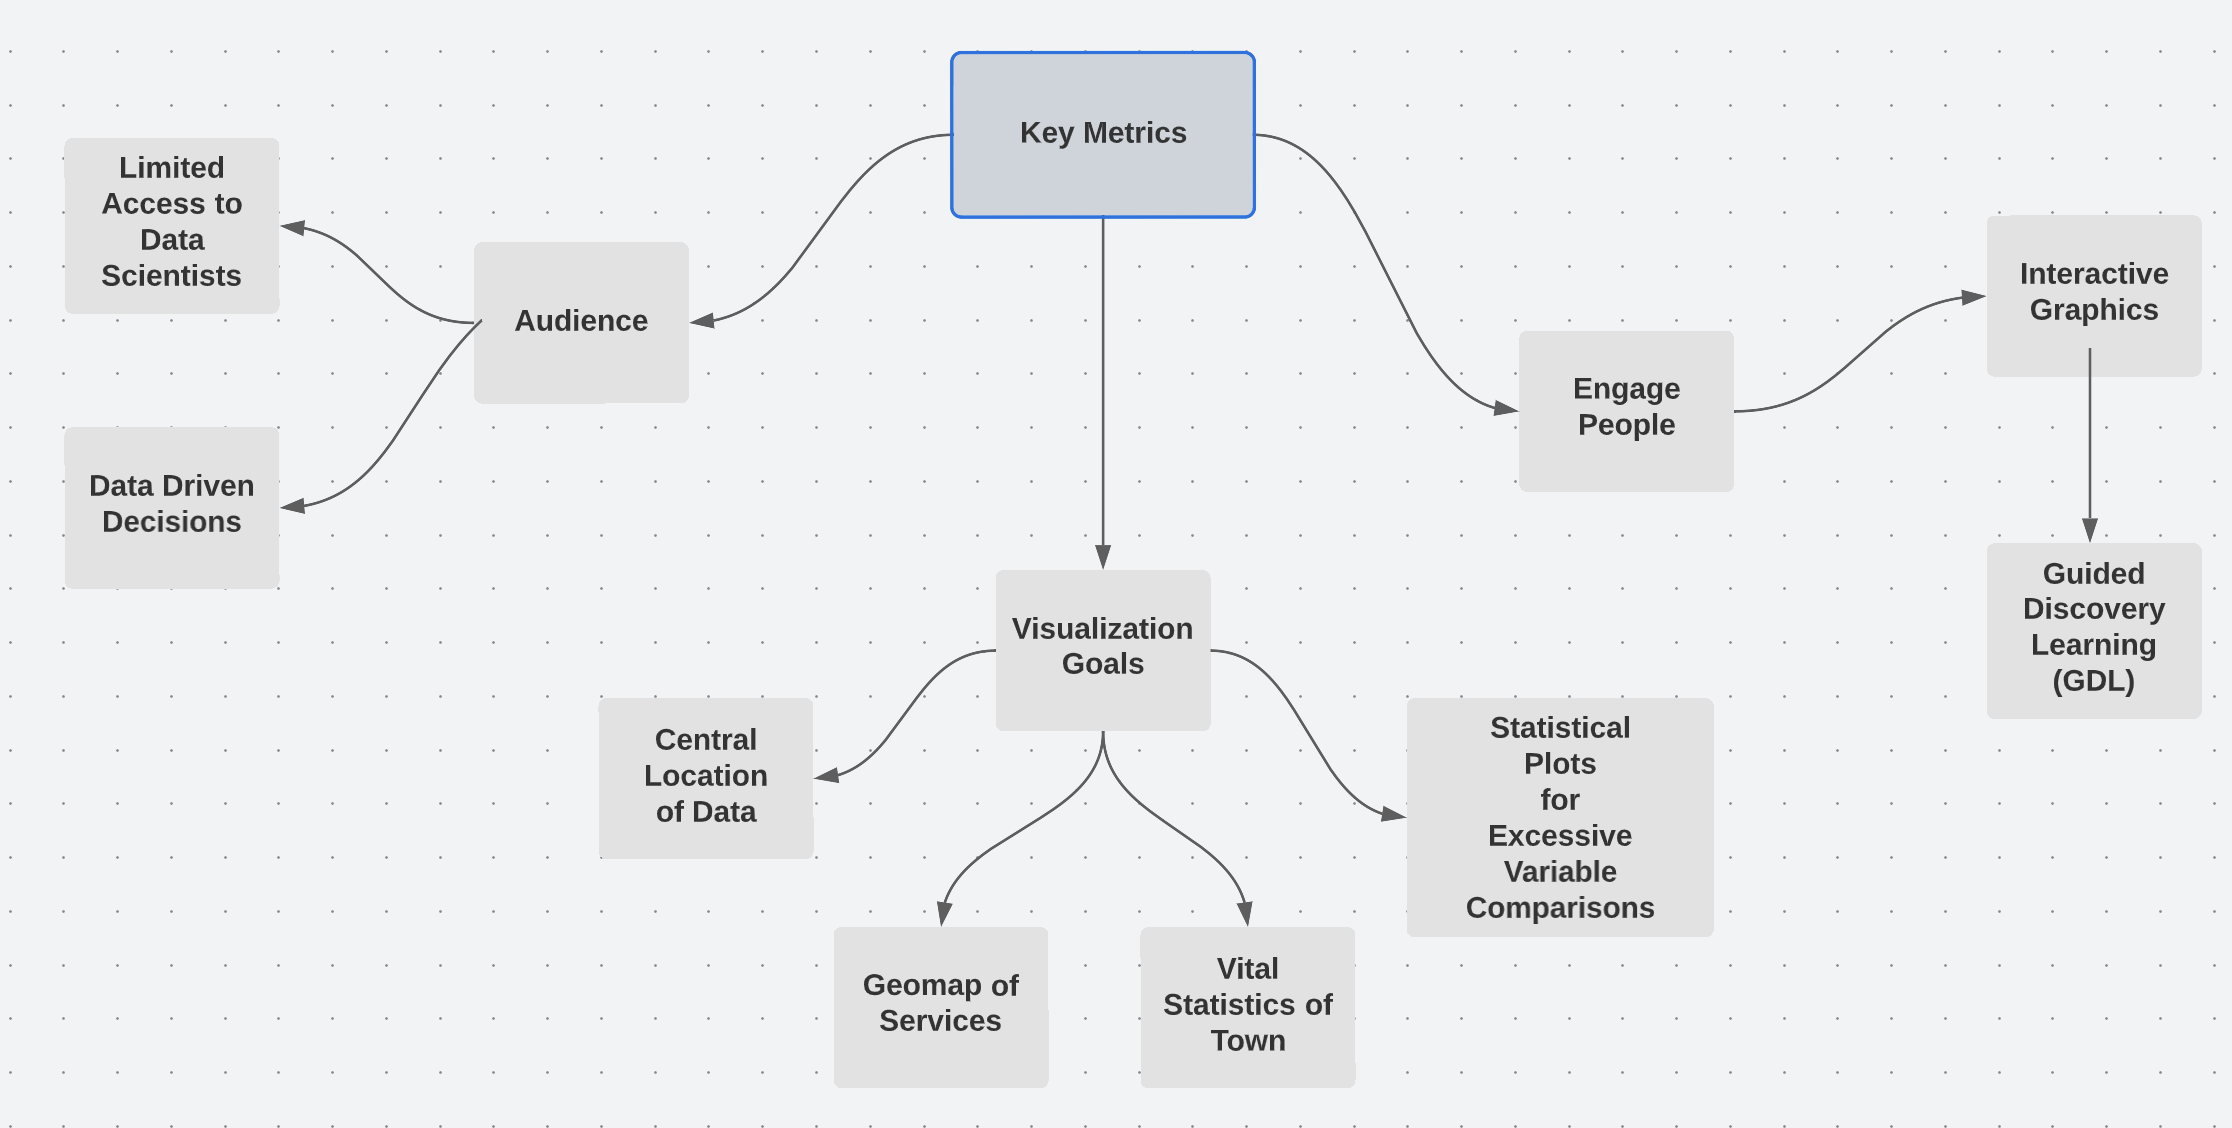 Key Metrics
Limited
Access to
Data
Scientists
Audience
Interactive
Graphics
Engage
People
Data Driven
Decisions
Visualization
Goals
Guided
Discovery
Learning
(GDL)
Central
Location
of Data
Statistical
Plots
for
Excessive
Variable
Comparisons
Geomap of
Services
Vital
Statistics of
Town